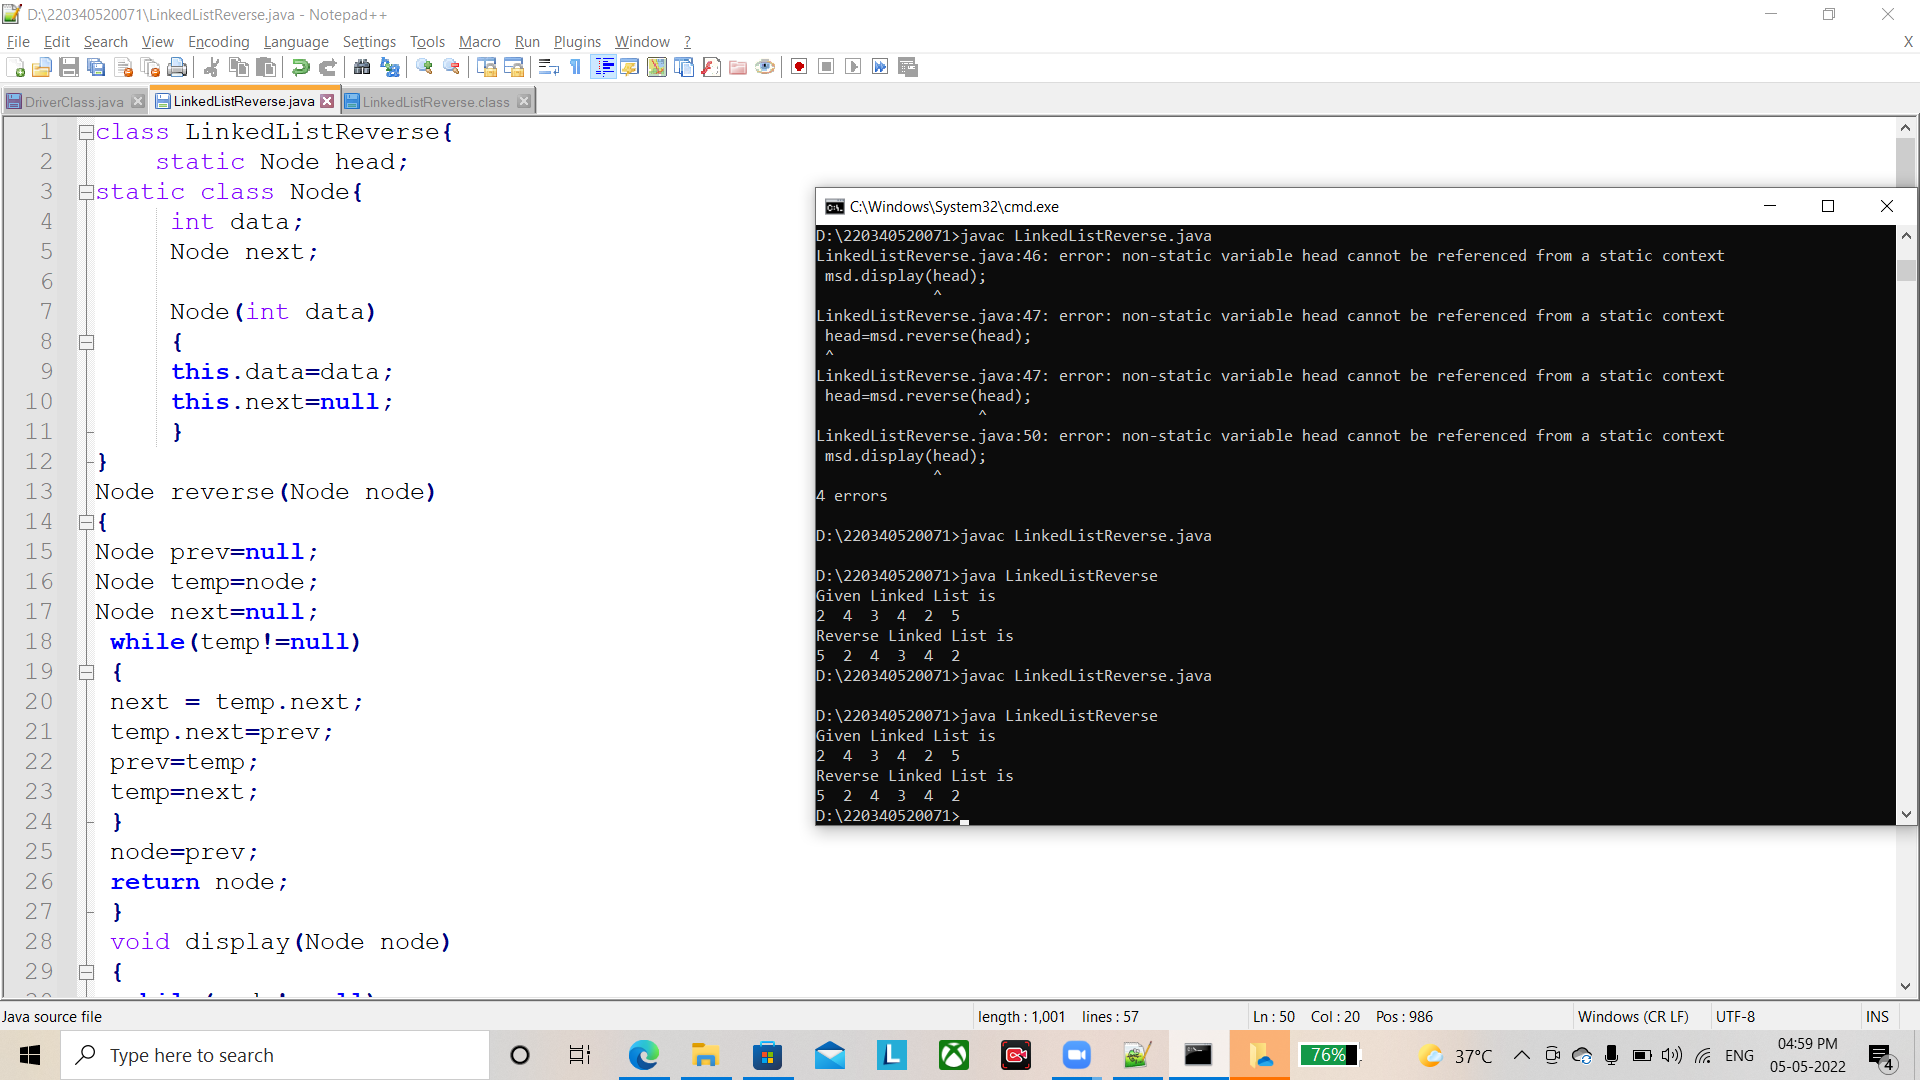 D:\220340520071\LinkedListReverse.java - Notepad++
File Edit Search View Encoding Language Settings Tools Macro Run Plugins Window ? X
DriverClass.java LinkedListReverse.java LinkedListReverse.class
1 class LinkedListReverse{
2 static Node head;
3 static class Node{
4 int data;
5 Node next;
6
7 Node(int data)
8 {
9 this.data=data;
10 this.next=null;
11 }
12 }
13 Node reverse(Node node)
14 {
15 Node prev=null;
16 Node temp=node;
17 Node next=null;
18 while(temp!=null)
19 {
20 next = temp.next;
21 temp.next=prev;
22 prev=temp;
23 temp=next;
24 }
25 node=prev;
26 return node;
27 }
28 void display(Node node)
29 {
C:\Windows\System32\cmd.exe
D:\220340520071>javac LinkedListReverse.java
LinkedListReverse.java:46: error: non-static variable head cannot be referenced from a static context
msd.display(head);
^
LinkedListReverse.java:47: error: non-static variable head cannot be referenced from a static context
head=msd.reverse(head);
^
LinkedListReverse.java:47: error: non-static variable head cannot be referenced from a static context
head=msd.reverse(head);
^
LinkedListReverse.java:50: error: non-static variable head cannot be referenced from a static context
msd.display(head);
^
4 errors
D:\220340520071>javac LinkedListReverse.java
D:\220340520071>java LinkedListReverse
Given Linked List is
2 4 3 4 2 5
Reverse Linked List is
5 2 4 3 4 2
D:\220340520071>javac LinkedListReverse.java
D:\220340520071>java LinkedListReverse
Given Linked List is
2 4 3 4 2 5
Reverse Linked List is
5 2 4 3 4 2
D:\220340520071>
Java source file length : 1,001 lines : 57 Ln : 50 Col : 20 Pos : 986 Windows (CR LF) UTF-8 INS
Type here to search L 76% 37°C ENG 04:59 PM
05-05-2022 4